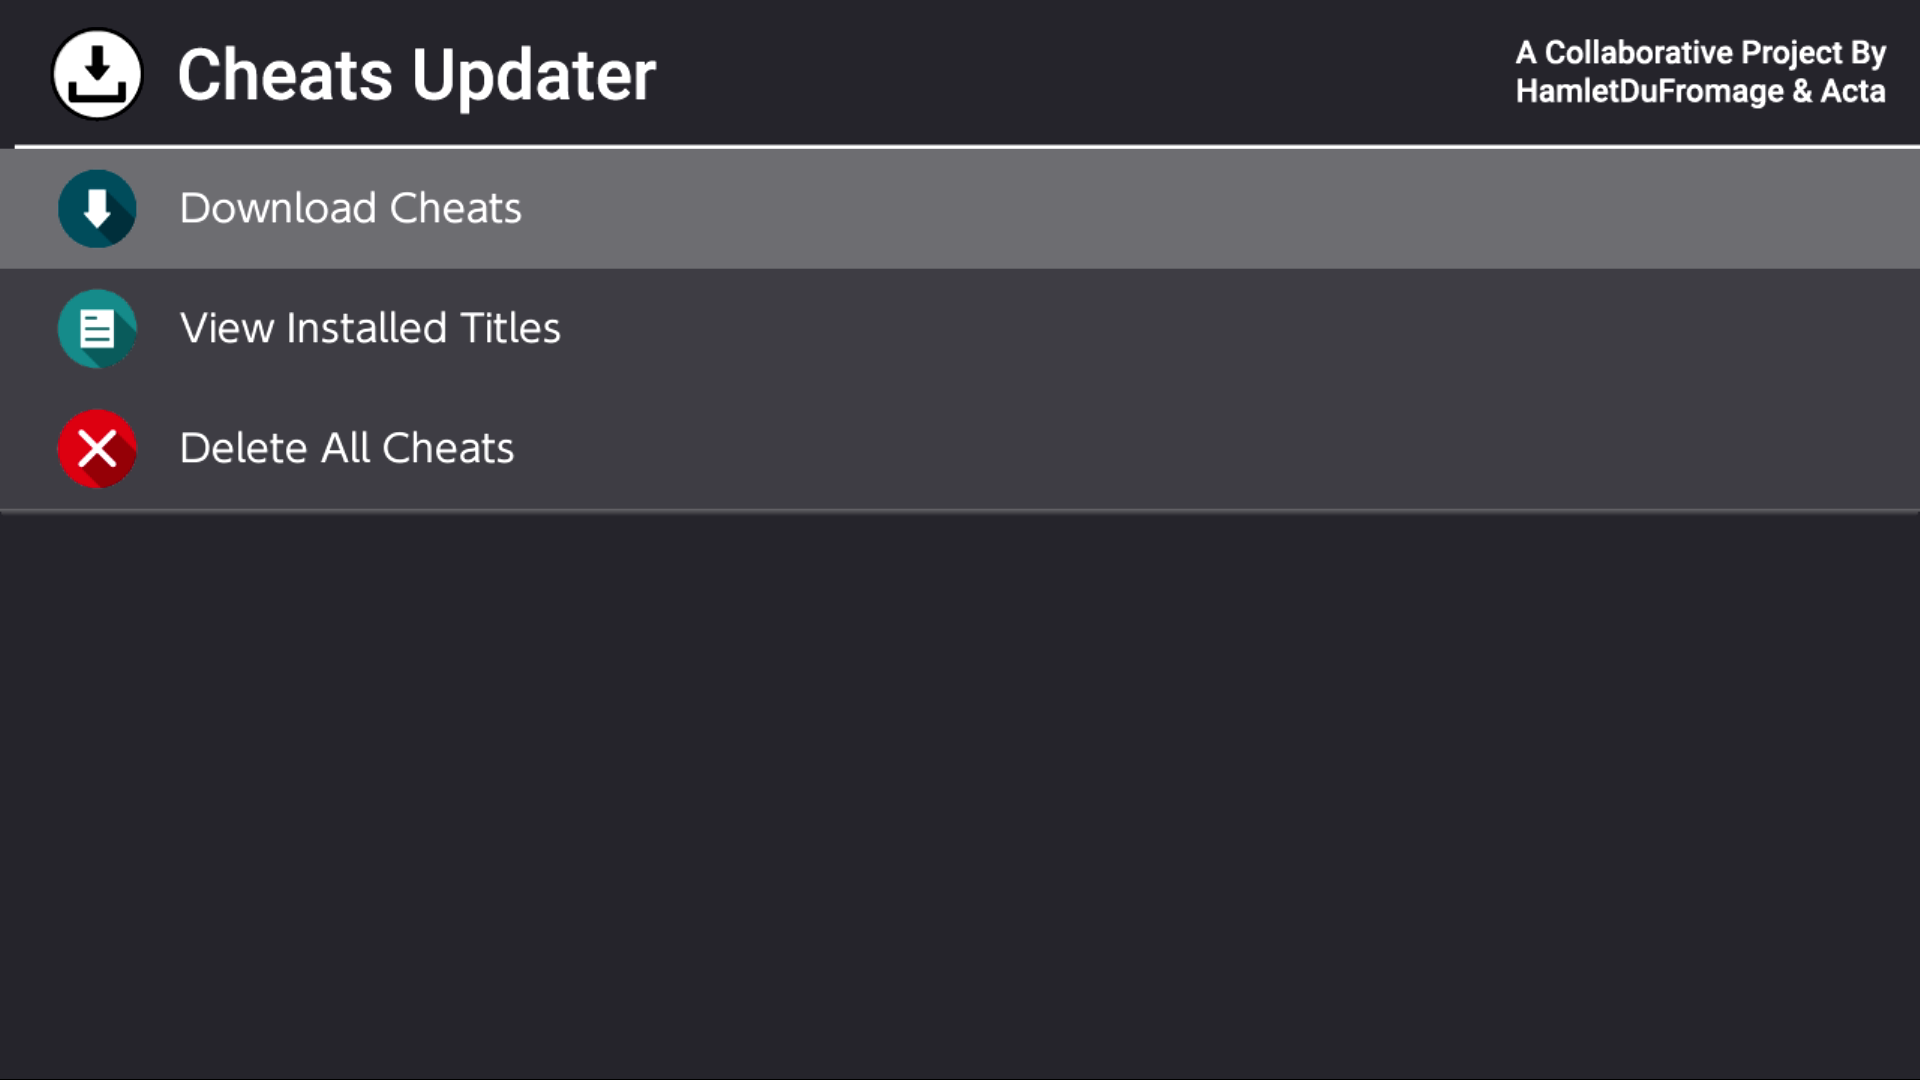 Cheats Updater
A Collaborative Project By
HamletDuFromage & Acta
Download Cheats
View Installed Titles
Delete All Cheats